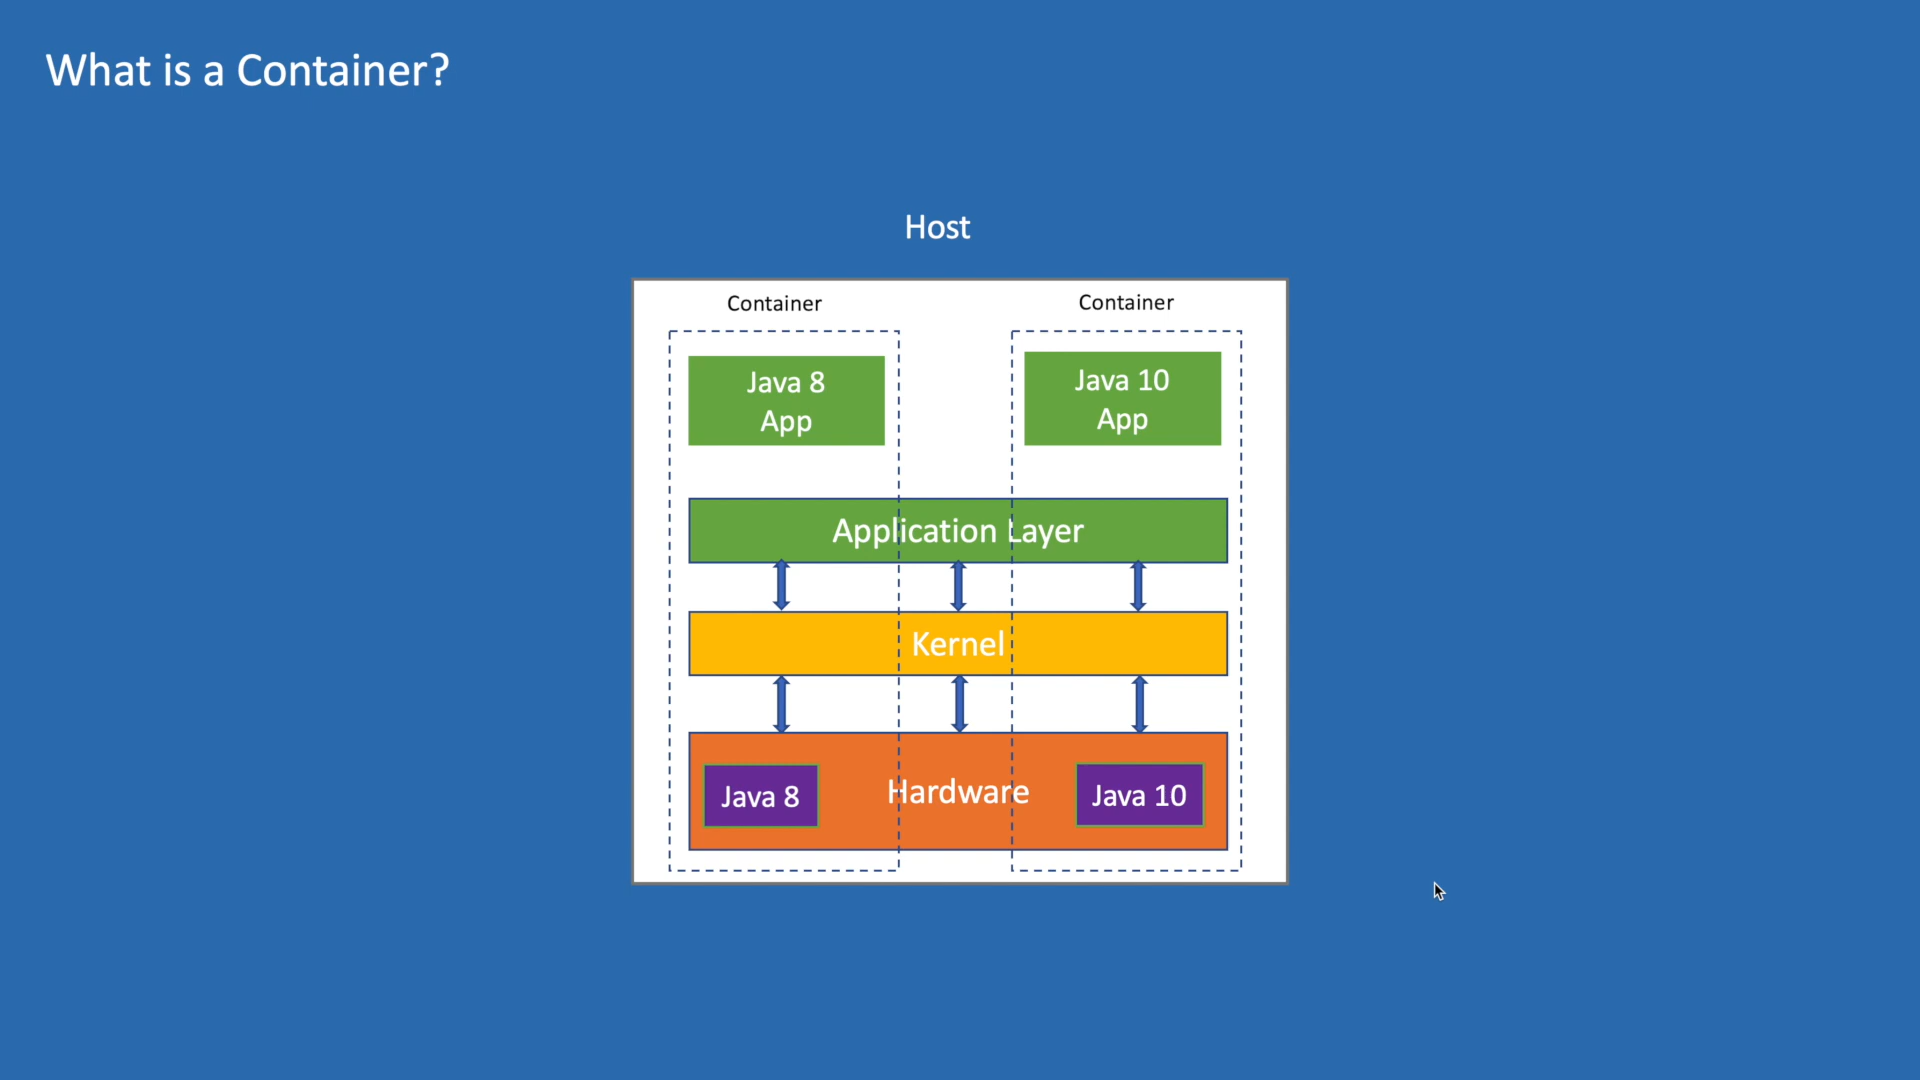 What is a Container?
Host
Container
Container
Java 8
App
Java 10
App
Application Layer
Kernel
Hardware
Java 8
Java 10